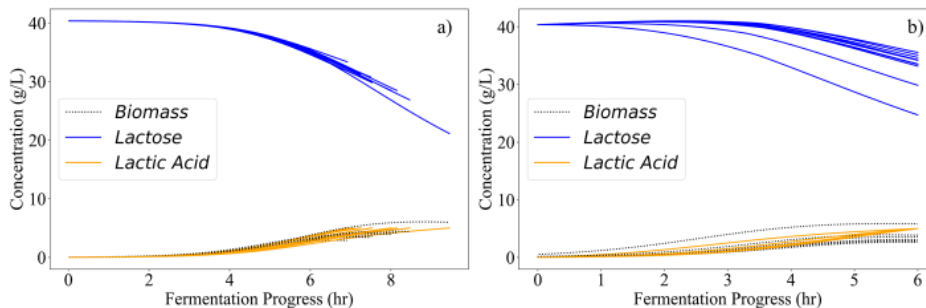 40
30
20
10
0
0
2
4
6
8
Concentration (g/L)
Fermentation Progress (hr)
a)
Biomass
Lactose
Lactic Acid
40
30
20
10
0
0
1
2
3
4
5
6
Concentration (g/L)
Fermentation Progress (hr)
b)
Biomass
Lactose
Lactic Acid